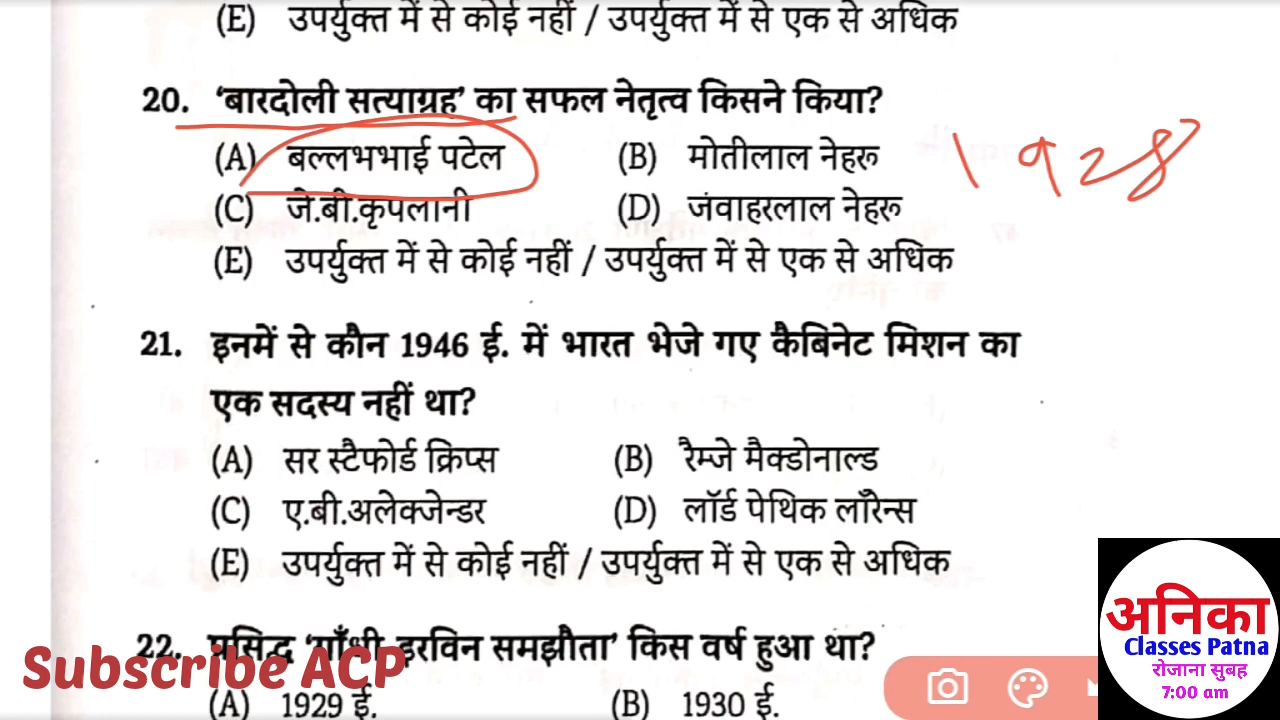 (E) उपर्युक्त में से कोई नहीं / उपर्युक्त में से एक से अधिक
20. ‘बारदोली सत्याग्रह’ का सफल नेतृत्व किसने किया?
(A) बल्लभभाई पटेल (B) मोतीलाल नेहरू
1928
(C) जे.बी.कृपलानी (D) जंवाहरलाल नेहरू
(E) उपर्युक्त में से कोई नहीं / उपर्युक्त में से एक से अधिक
21. इनमें से कौन 1946 ई. में भारत भेजे गए कैबिनेट मिशन का
एक सदस्य नहीं था?
(A) सर स्टैफोर्ड क्रिप्स (B) रैम्जे मैक्डोनाल्ड
(C) ए.बी.अलेक्जेन्डर (D) लॉर्ड पेथिक लॉरेन्स
(E) उपर्युक्त में से कोई नहीं / उपर्युक्त में से एक से अधिक
22. प्रसिद्ध ‘गाँधी इरविन समझौता’ किस वर्ष हुआ था?
(A) 1929 ई. (B) 1930 ई.
Subscribe ACP
अनिका
Classes Patna
रोजाना सुबह
7:00 am